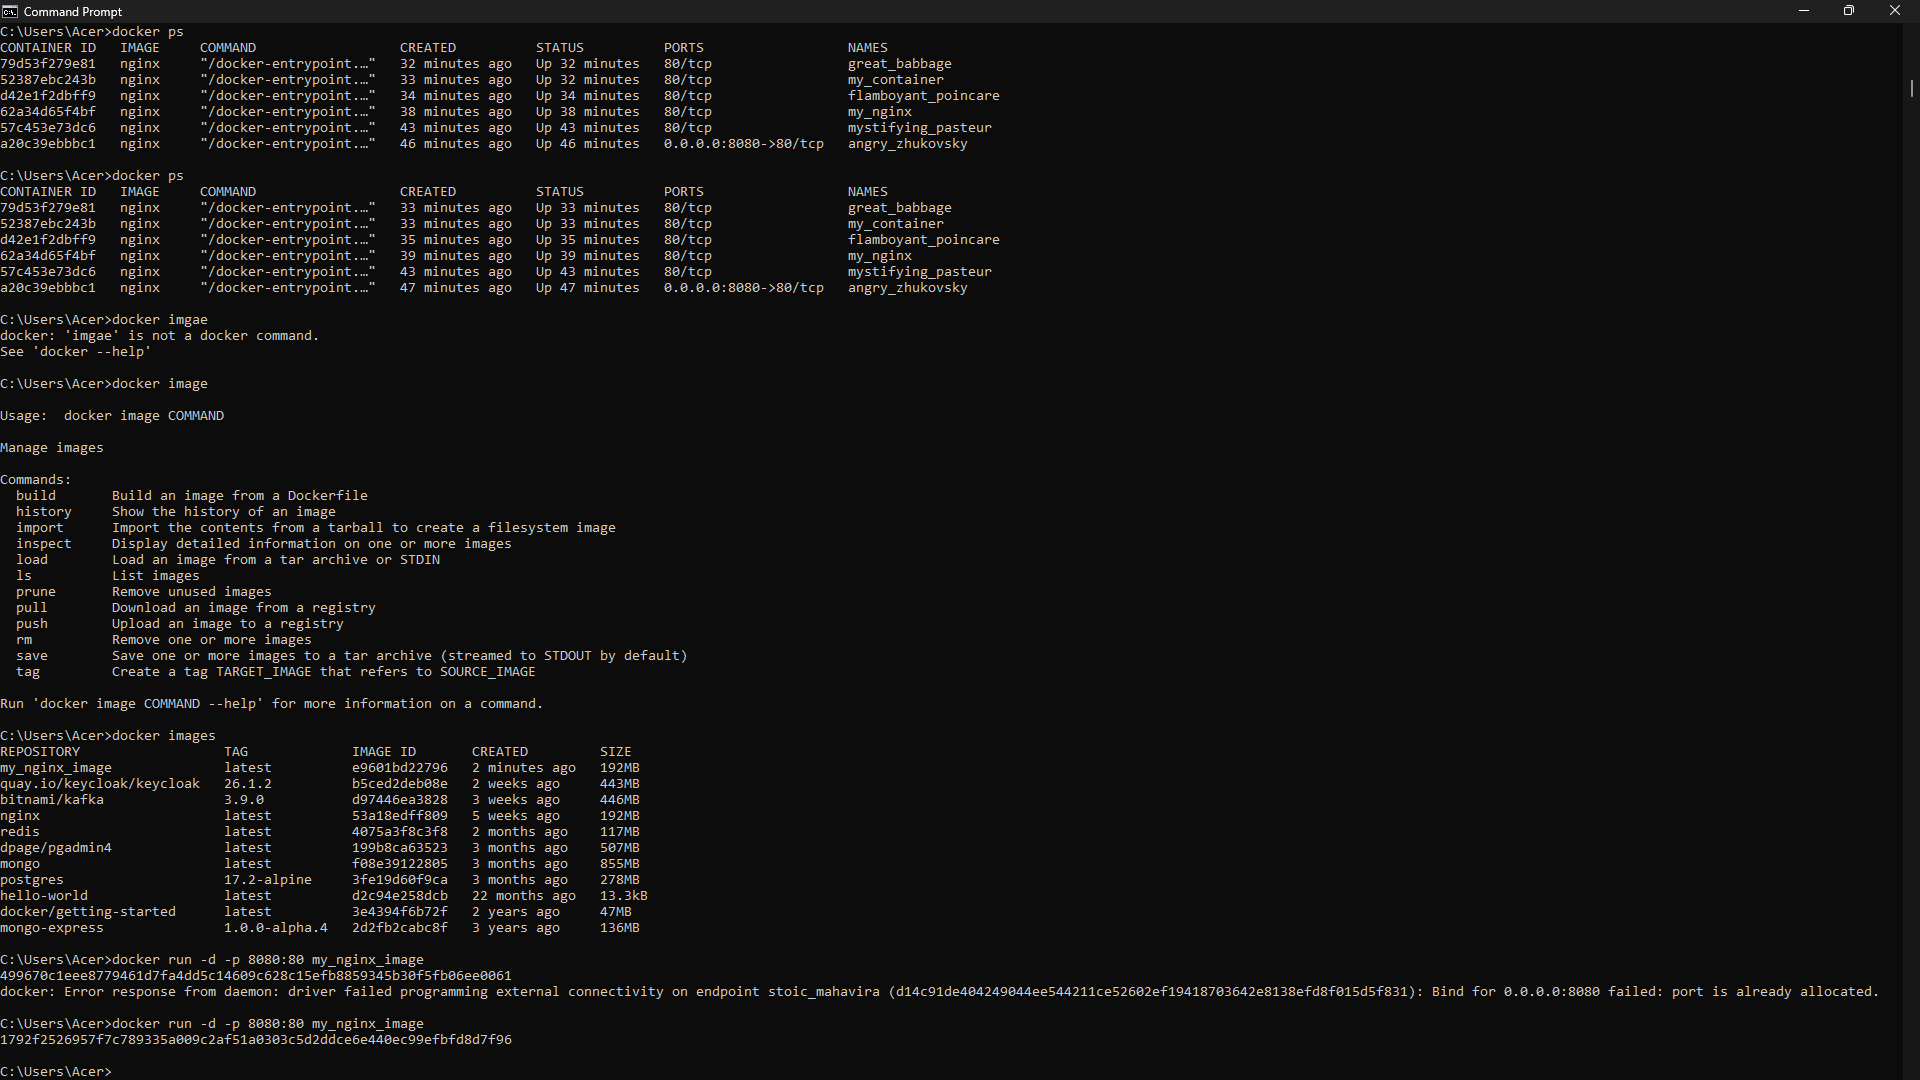 Command Prompt
C:\Users\Acer>docker ps
CONTAINER ID   IMAGE     COMMAND                  CREATED          STATUS          PORTS                  NAMES
79d53f279e81   nginx     "/docker-entrypoint.…"   32 minutes ago   Up 32 minutes   80/tcp                 great_babbage
52387ebc243b   nginx     "/docker-entrypoint.…"   33 minutes ago   Up 32 minutes   80/tcp                 my_container
d42e1f2dbff9   nginx     "/docker-entrypoint.…"   34 minutes ago   Up 34 minutes   80/tcp                 flamboyant_poincare
62a34d65f4bf   nginx     "/docker-entrypoint.…"   38 minutes ago   Up 38 minutes   80/tcp                 my_nginx
57c453e73dc6   nginx     "/docker-entrypoint.…"   43 minutes ago   Up 43 minutes   80/tcp                 mystifying_pasteur
a20c39ebbbc1   nginx     "/docker-entrypoint.…"   46 minutes ago   Up 46 minutes   0.0.0.0:8080->80/tcp   angry_zhukovsky
C:\Users\Acer>docker ps
CONTAINER ID   IMAGE     COMMAND                  CREATED          STATUS          PORTS                  NAMES
79d53f279e81   nginx     "/docker-entrypoint.…"   33 minutes ago   Up 33 minutes   80/tcp                 great_babbage
52387ebc243b   nginx     "/docker-entrypoint.…"   33 minutes ago   Up 33 minutes   80/tcp                 my_container
d42e1f2dbff9   nginx     "/docker-entrypoint.…"   35 minutes ago   Up 35 minutes   80/tcp                 flamboyant_poincare
62a34d65f4bf   nginx     "/docker-entrypoint.…"   39 minutes ago   Up 39 minutes   80/tcp                 my_nginx
57c453e73dc6   nginx     "/docker-entrypoint.…"   43 minutes ago   Up 43 minutes   80/tcp                 mystifying_pasteur
a20c39ebbbc1   nginx     "/docker-entrypoint.…"   47 minutes ago   Up 47 minutes   0.0.0.0:8080->80/tcp   angry_zhukovsky
C:\Users\Acer>docker imgae
docker: 'imgae' is not a docker command.
See 'docker --help'
C:\Users\Acer>docker image
Usage:  docker image COMMAND
Manage images
Commands:
  build       Build an image from a Dockerfile
  history     Show the history of an image
  import      Import the contents from a tarball to create a filesystem image
  inspect     Display detailed information on one or more images
  load        Load an image from a tar archive or STDIN
  ls          List images
  prune       Remove unused images
  pull        Download an image from a registry
  push        Upload an image to a registry
  rm          Remove one or more images
  save        Save one or more images to a tar archive (streamed to STDOUT by default)
  tag         Create a tag TARGET_IMAGE that refers to SOURCE_IMAGE
Run 'docker image COMMAND --help' for more information on a command.
C:\Users\Acer>docker images
REPOSITORY                  TAG             IMAGE ID       CREATED         SIZE
my_nginx_image              latest          e9601bd22796   2 minutes ago   192MB
quay.io/keycloak/keycloak   26.1.2          b5ced2deb08e   2 weeks ago     443MB
bitnami/kafka               3.9.0           d97446ea3828   3 weeks ago     446MB
nginx                       latest          53a18edff809   5 weeks ago     192MB
redis                       latest          4075a3f8c3f8   2 months ago    117MB
dpage/pgadmin4              latest          199b8ca63523   3 months ago    507MB
mongo                       latest          f08e39122805   3 months ago    855MB
postgres                    17.2-alpine     3fe19d60f9ca   3 months ago    278MB
hello-world                 latest          d2c94e258dcb   22 months ago   13.3kB
docker/getting-started      latest          3e4394f6b72f   2 years ago     47MB
mongo-express               1.0.0-alpha.4   2d2fb2cabc8f   3 years ago     136MB
C:\Users\Acer>docker run -d -p 8080:80 my_nginx_image
499670c1eee8779461d7fa4dd5c14609c628c15efb8859345b30f5fb06ee0061
docker: Error response from daemon: driver failed programming external connectivity on endpoint stoic_mahavira (d14c91de404249044ee544211ce52602ef19418703642e8138efd8f015d5f831): Bind for 0.0.0.0:8080 failed: port is already allocated.
C:\Users\Acer>docker run -d -p 8080:80 my_nginx_image
1792f2526957f7c789335a009c2af51a0303c5d2ddce6e440ec99efbfd8d7f96
C:\Users\Acer>